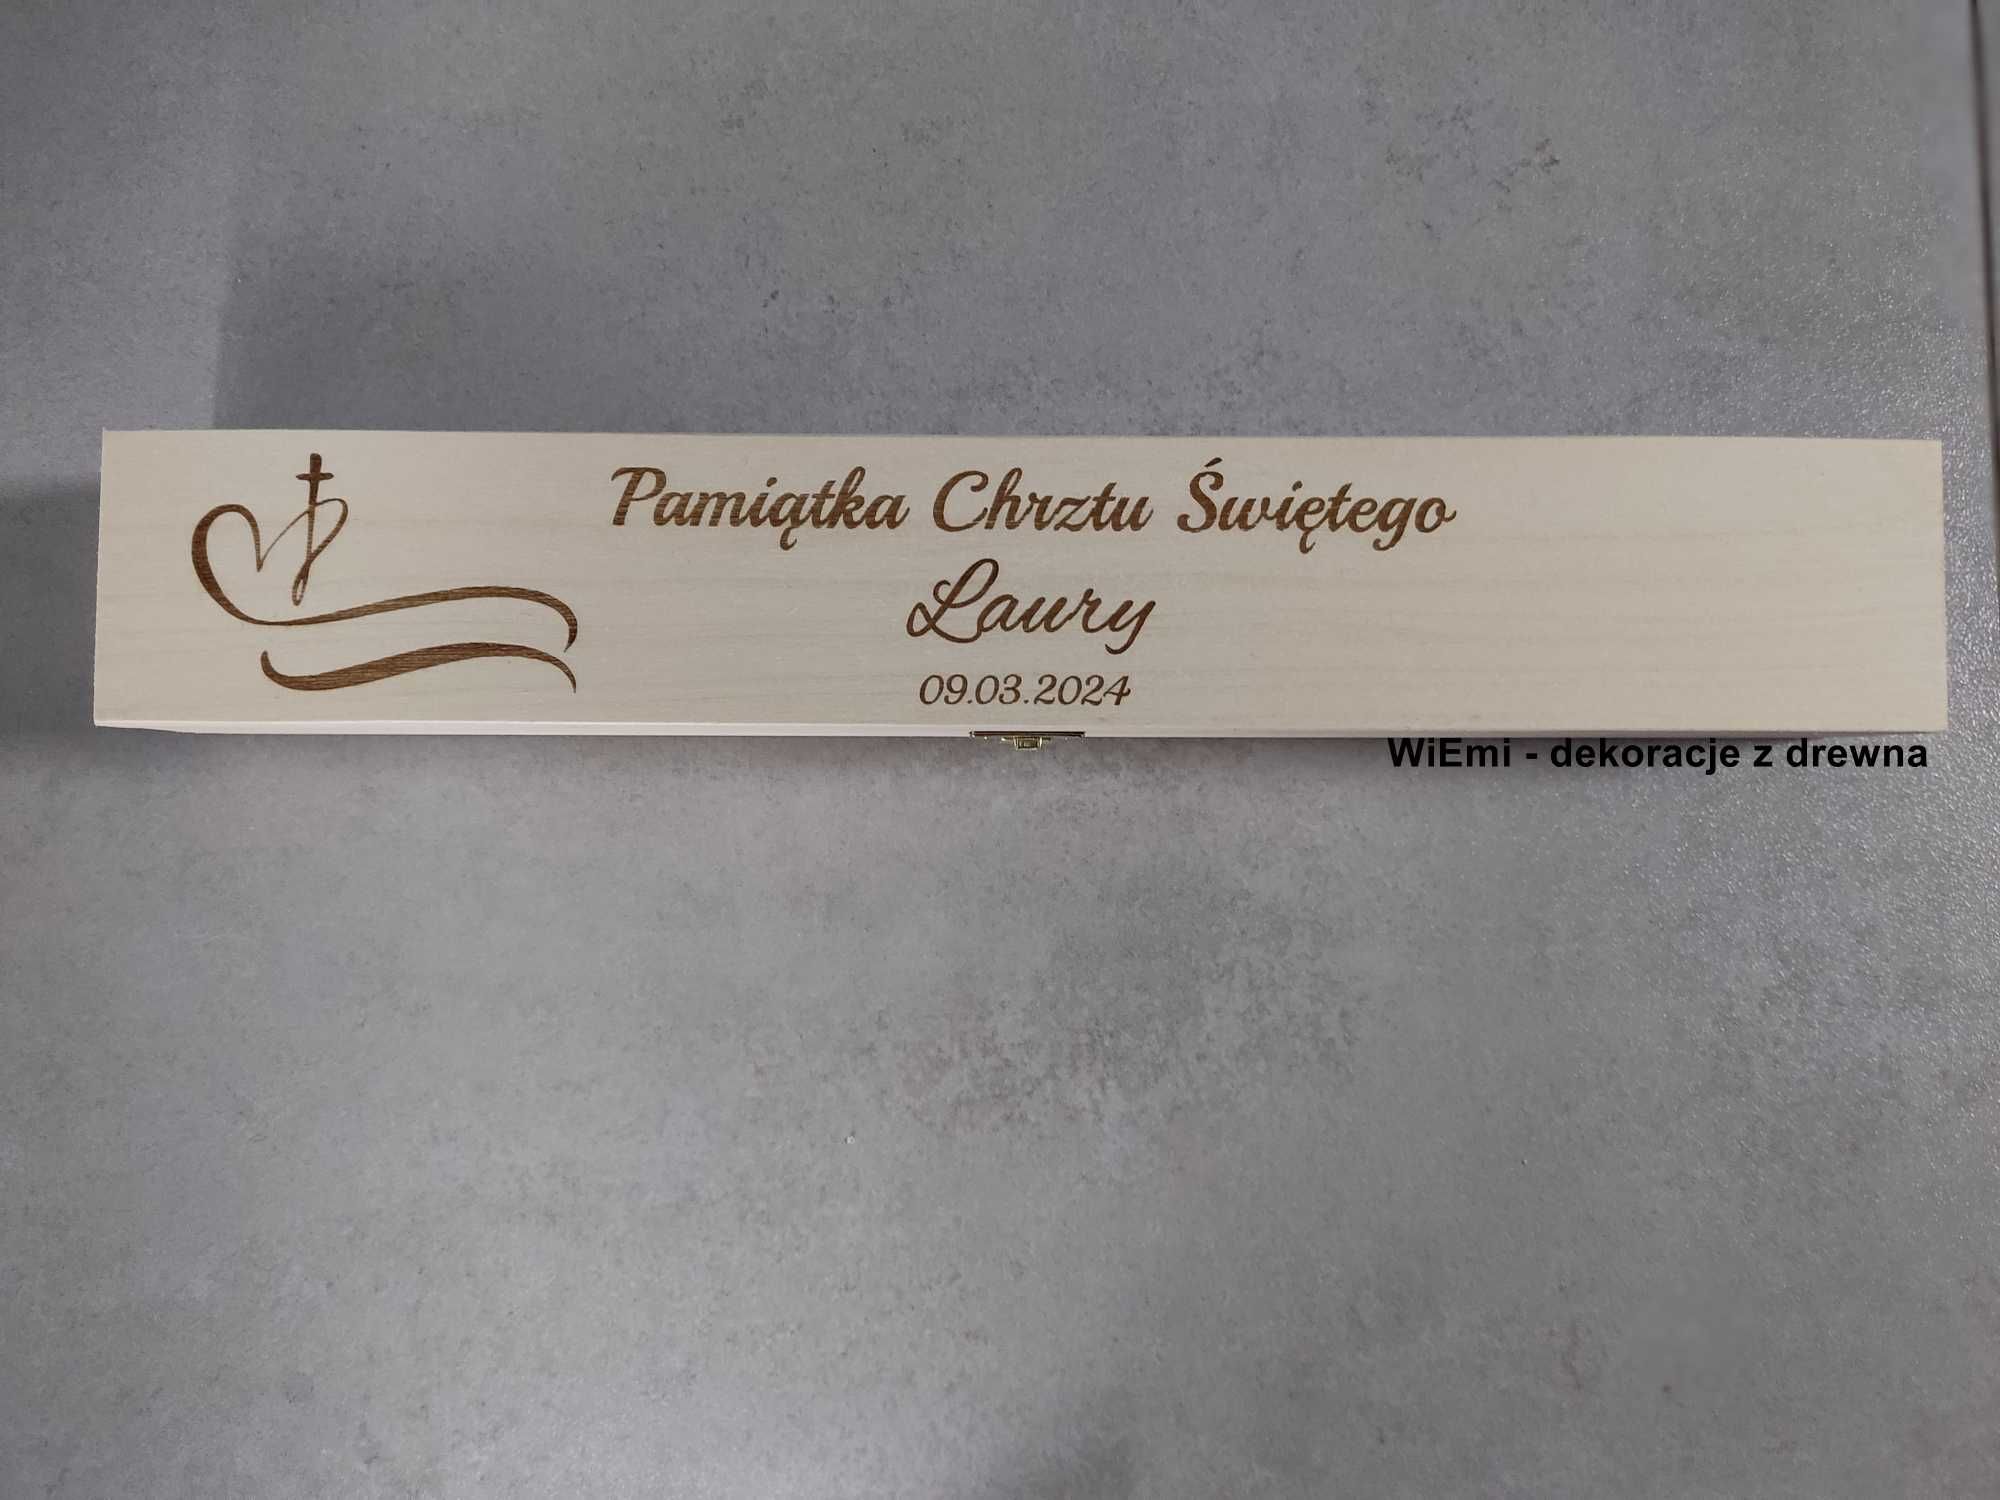 Pamiątka Chrztu Świętego
Laury
09.03.2024
WiEmi - dekoracje z drewna